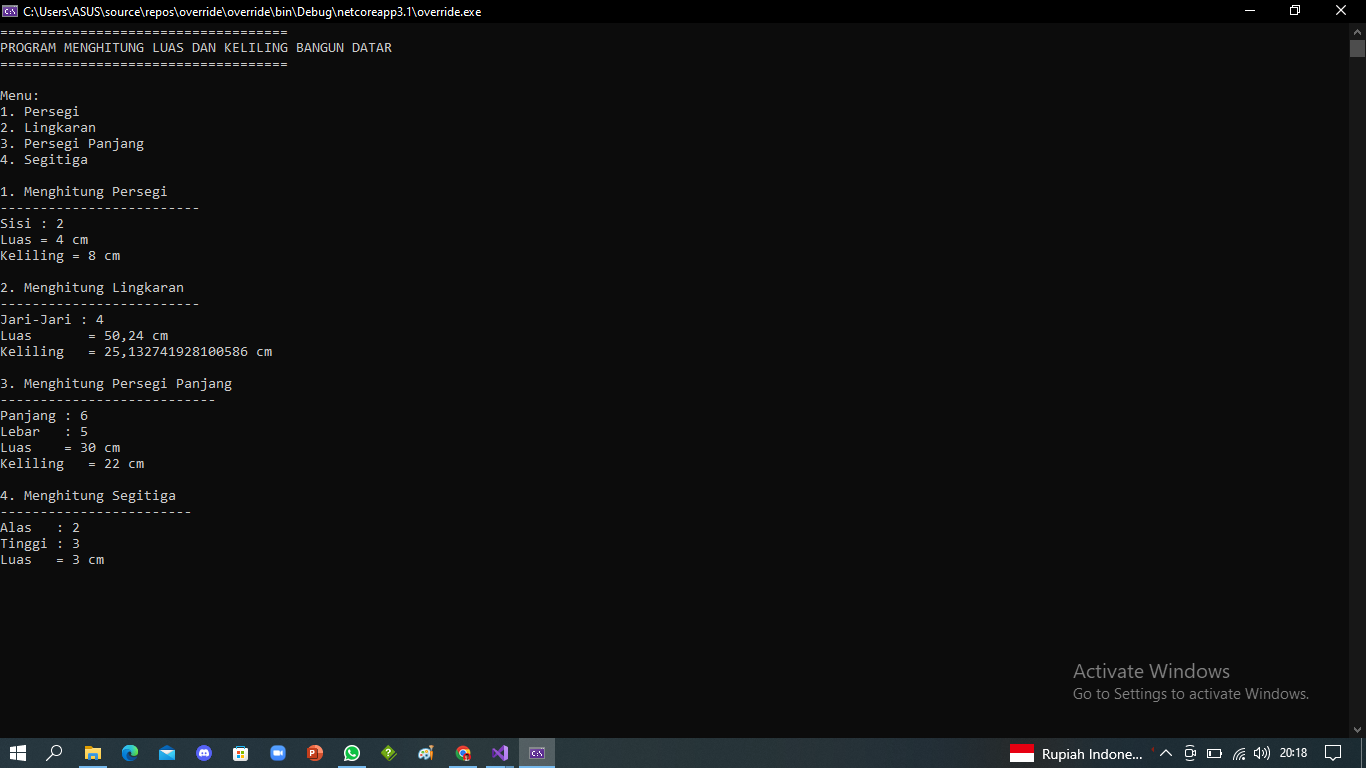 C:\Users\ASUS\source\repos\override\override\bin\Debug\netcoreapp3.1\override.exe
====================================
PROGRAM MENGHITUNG LUAS DAN KELILING BANGUN DATAR
====================================
Menu:
1. Persegi
2. Lingkaran
3. Persegi Panjang
4. Segitiga
1. Menghitung Persegi
-------------------------
Sisi : 2
Luas = 4 cm
Keliling = 8 cm
2. Menghitung Lingkaran
-------------------------
Jari-Jari : 4
Luas       = 50,24 cm
Keliling   = 25,132741928100586 cm
3. Menghitung Persegi Panjang
---------------------------
Panjang : 6
Lebar   : 5
Luas    = 30 cm
Keliling   = 22 cm
4. Menghitung Segitiga
------------------------
Alas   : 2
Tinggi : 3
Luas   = 3 cm
Activate Windows
Go to Settings to activate Windows.
Rupiah Indone... 20:18